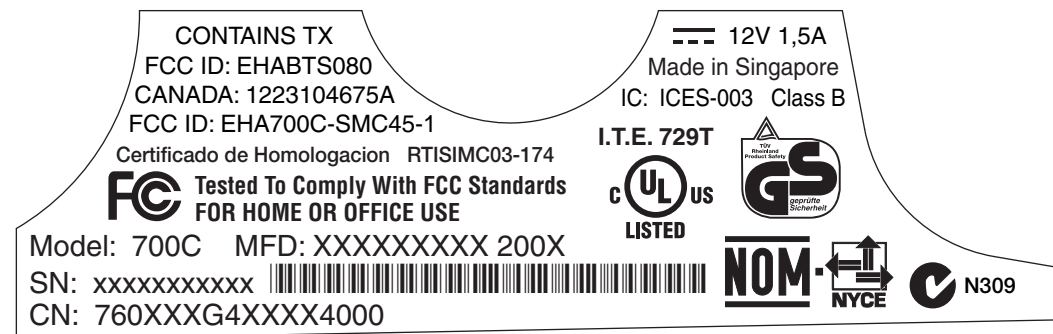 CONTAINS TX
FCC ID: EHABTS080
CANADA: 1223104675A
FCC ID: EHA700C-SMC45-1
Certificado de Homologacion RTISIMC03-174
FC Tested To Comply With FCC Standards
FOR HOME OR OFFICE USE
12V 1,5A
Made in Singapore
IC: ICES-003 Class B
I.T.E. 729T
C UL US
LISTED
TÜV
Rheinland
Product Safety
GS
geprüfte
Sicherheit
Model: 700C MFD: XXXXXXXXX 200X
SN: xxxxxxxxxxx
CN: 760XXXG4XXXX4000
NOM-
NYCE
N309